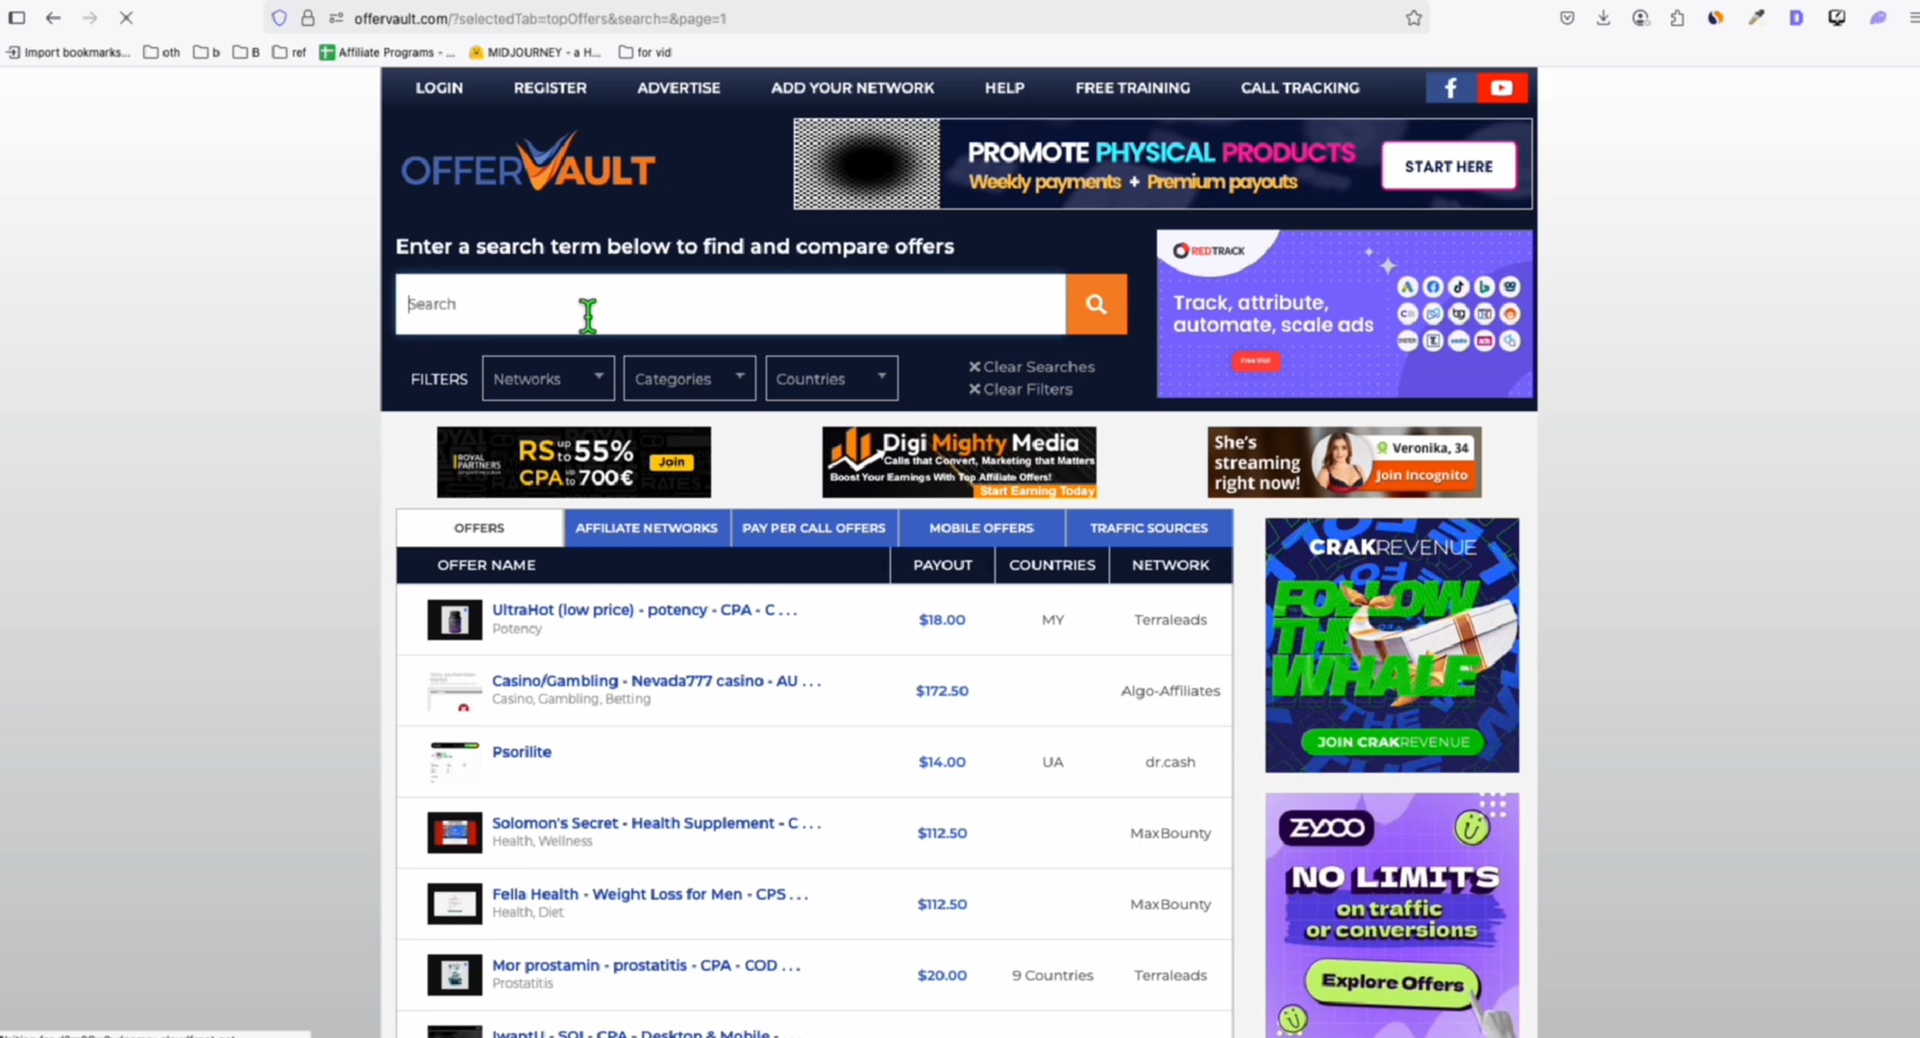 offervault.com/?selectedTab=topOffers&search=&page=1
Import bookmarks... oth b B ref Affiliate Programs - ... MIDJOURNEY - a H... for vid
LOGIN REGISTER ADVERTISE ADD YOUR NETWORK HELP FREE TRAINING CALL TRACKING
OFFERVAULT
PROMOTE PHYSICAL PRODUCTS
Weekly payments + Premium payouts
START HERE
Enter a search term below to find and compare offers
Search
FILTERS Networks Categories Countries
Clear Searches
Clear Filters
REDTRACK
Track, attribute,
automate, scale ads
Free trial
ROYAL
PARTNERS
RS up to 55%
CPA up to 700€
Join
Digi Mighty Media
Calls that Convert, Marketing that Matters
Boost Your Earnings With Top Affiliate Offers!
Start Earning Today
She's
streaming
right now!
Veronika, 34
Join Incognito
OFFERS AFFILIATE NETWORKS PAY PER CALL OFFERS MOBILE OFFERS TRAFFIC SOURCES
OFFER NAME PAYOUT COUNTRIES NETWORK
UltraHot (low price) - potency - CPA - C ...
Potency
$18.00 MY Terraleads
Casino/Gambling - Nevada777 casino - AU ...
Casino, Gambling, Betting
$172.50 Algo-Affiliates
Psorilite
$14.00 UA dr.cash
Solomon's Secret - Health Supplement - C ...
Health, Wellness
$112.50 MaxBounty
Fella Health - Weight Loss for Men - CPS ...
Health, Diet
$112.50 MaxBounty
Mor prostamin - prostatitis - CPA - COD ...
Prostatitis
$20.00 9 Countries Terraleads
IwantU - SOI - CPA - Desktop & Mobile -
CRAKREVENUE
FOLLOW
THE
WHALE
JOIN CRAKREVENUE
ZYDOO
NO LIMITS
on traffic
or conversions
Explore Offers